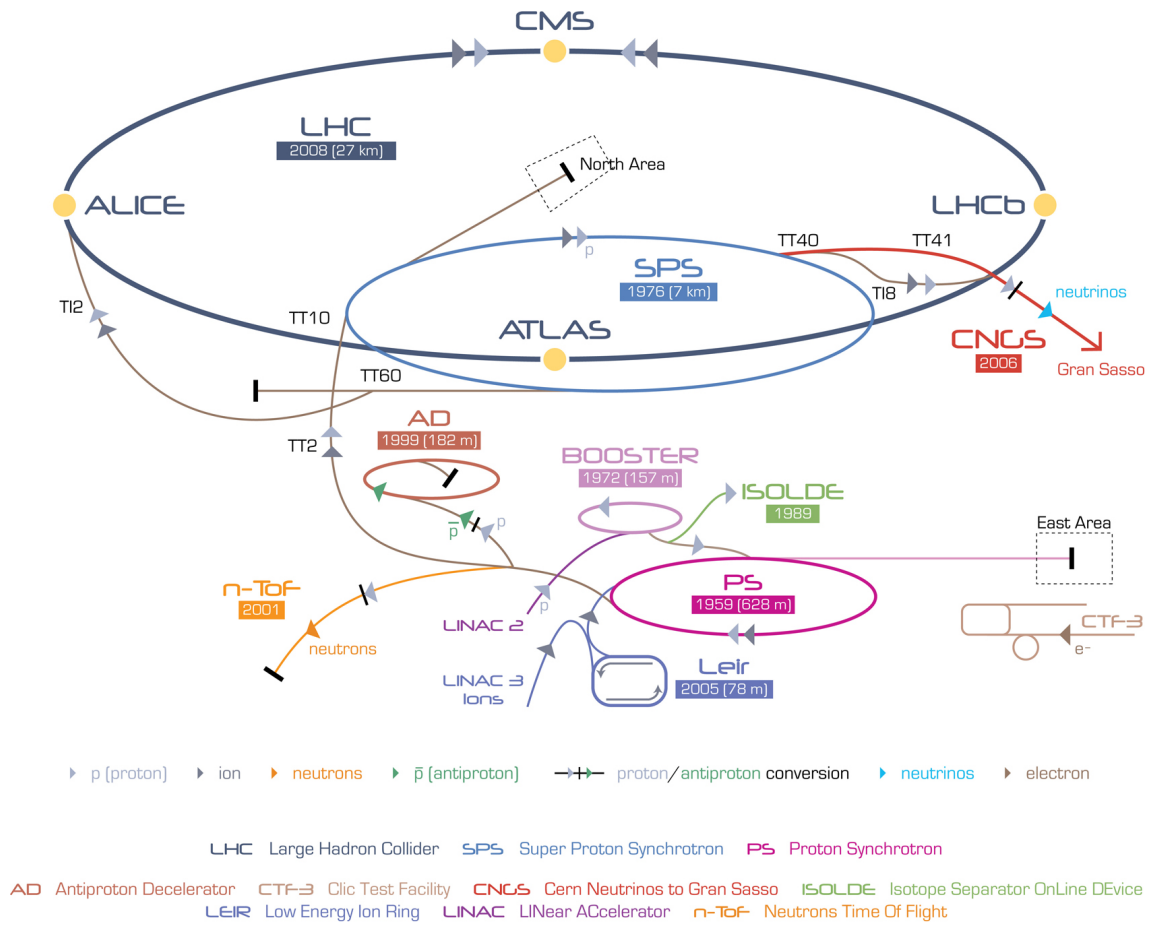 CMS
LHC
2008 (27 km)
North Area
ALICE
LHCb
TT40
TT41
p
SPS
1976 (7 km)
TI8
neutrinos
TI2
TT10
ATLAS
CNGS
2006
Gran Sasso
TT60
AD
1999 (182 m)
TT2
BOOSTER
1972 (157 m)
ISOLDE
1989
p̅
p
East Area
n-ToF
2001
PS
1959 (628 m)
p
LINAC 2
neutrons
CTF-3
e-
LINAC 3
Ions
Leir
2005 (78 m)
p (proton)
ion
neutrons
p̅ (antiproton)
proton/antiproton conversion
neutrinos
electron
LHC Large Hadron Collider SPS Super Proton Synchrotron PS Proton Synchrotron
AD Antiproton Decelerator CTF-3 Clic Test Facility CNGS Cern Neutrinos to Gran Sasso ISOLDE Isotope Separator OnLine DEvice
LEIR Low Energy Ion Ring LINAC LINear ACcelerator n-ToF Neutrons Time Of Flight